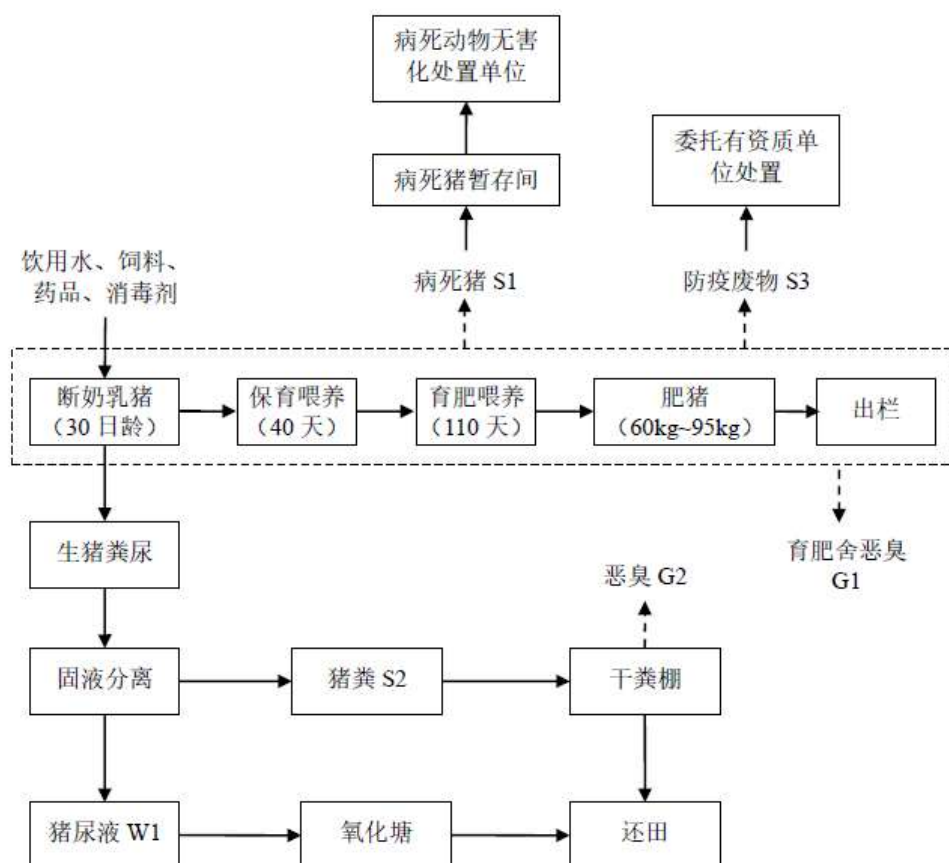 病死动物无害
化处置单位
委托有资质单
位处置
病死猪暂存间
饮用水、饲料、
药品、消毒剂
病死猪 S1
防疫废物 S3
断奶乳猪
（30 日龄）
保育喂养
（40 天）
育肥喂养
（110 天）
肥猪
（60kg~95kg）
出栏
生猪粪尿
恶臭 G2
育肥舍恶臭
G1
固液分离
猪粪 S2
干粪棚
猪尿液 W1
氧化塘
还田